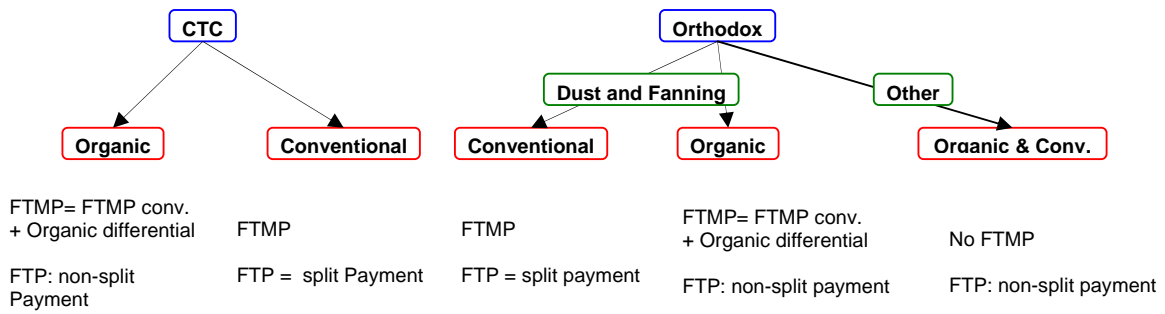 CTC
Orthodox
Dust and Fanning
Other
Organic
Conventional
Conventional
Organic
Organic & Conv.
FTMP= FTMP conv.
+ Organic differential
FTP: non-split
Payment
FTMP
FTP = split Payment
FTMP
FTP = split payment
FTMP= FTMP conv.
+ Organic differential
FTP: non-split payment
No FTMP
FTP: non-split payment